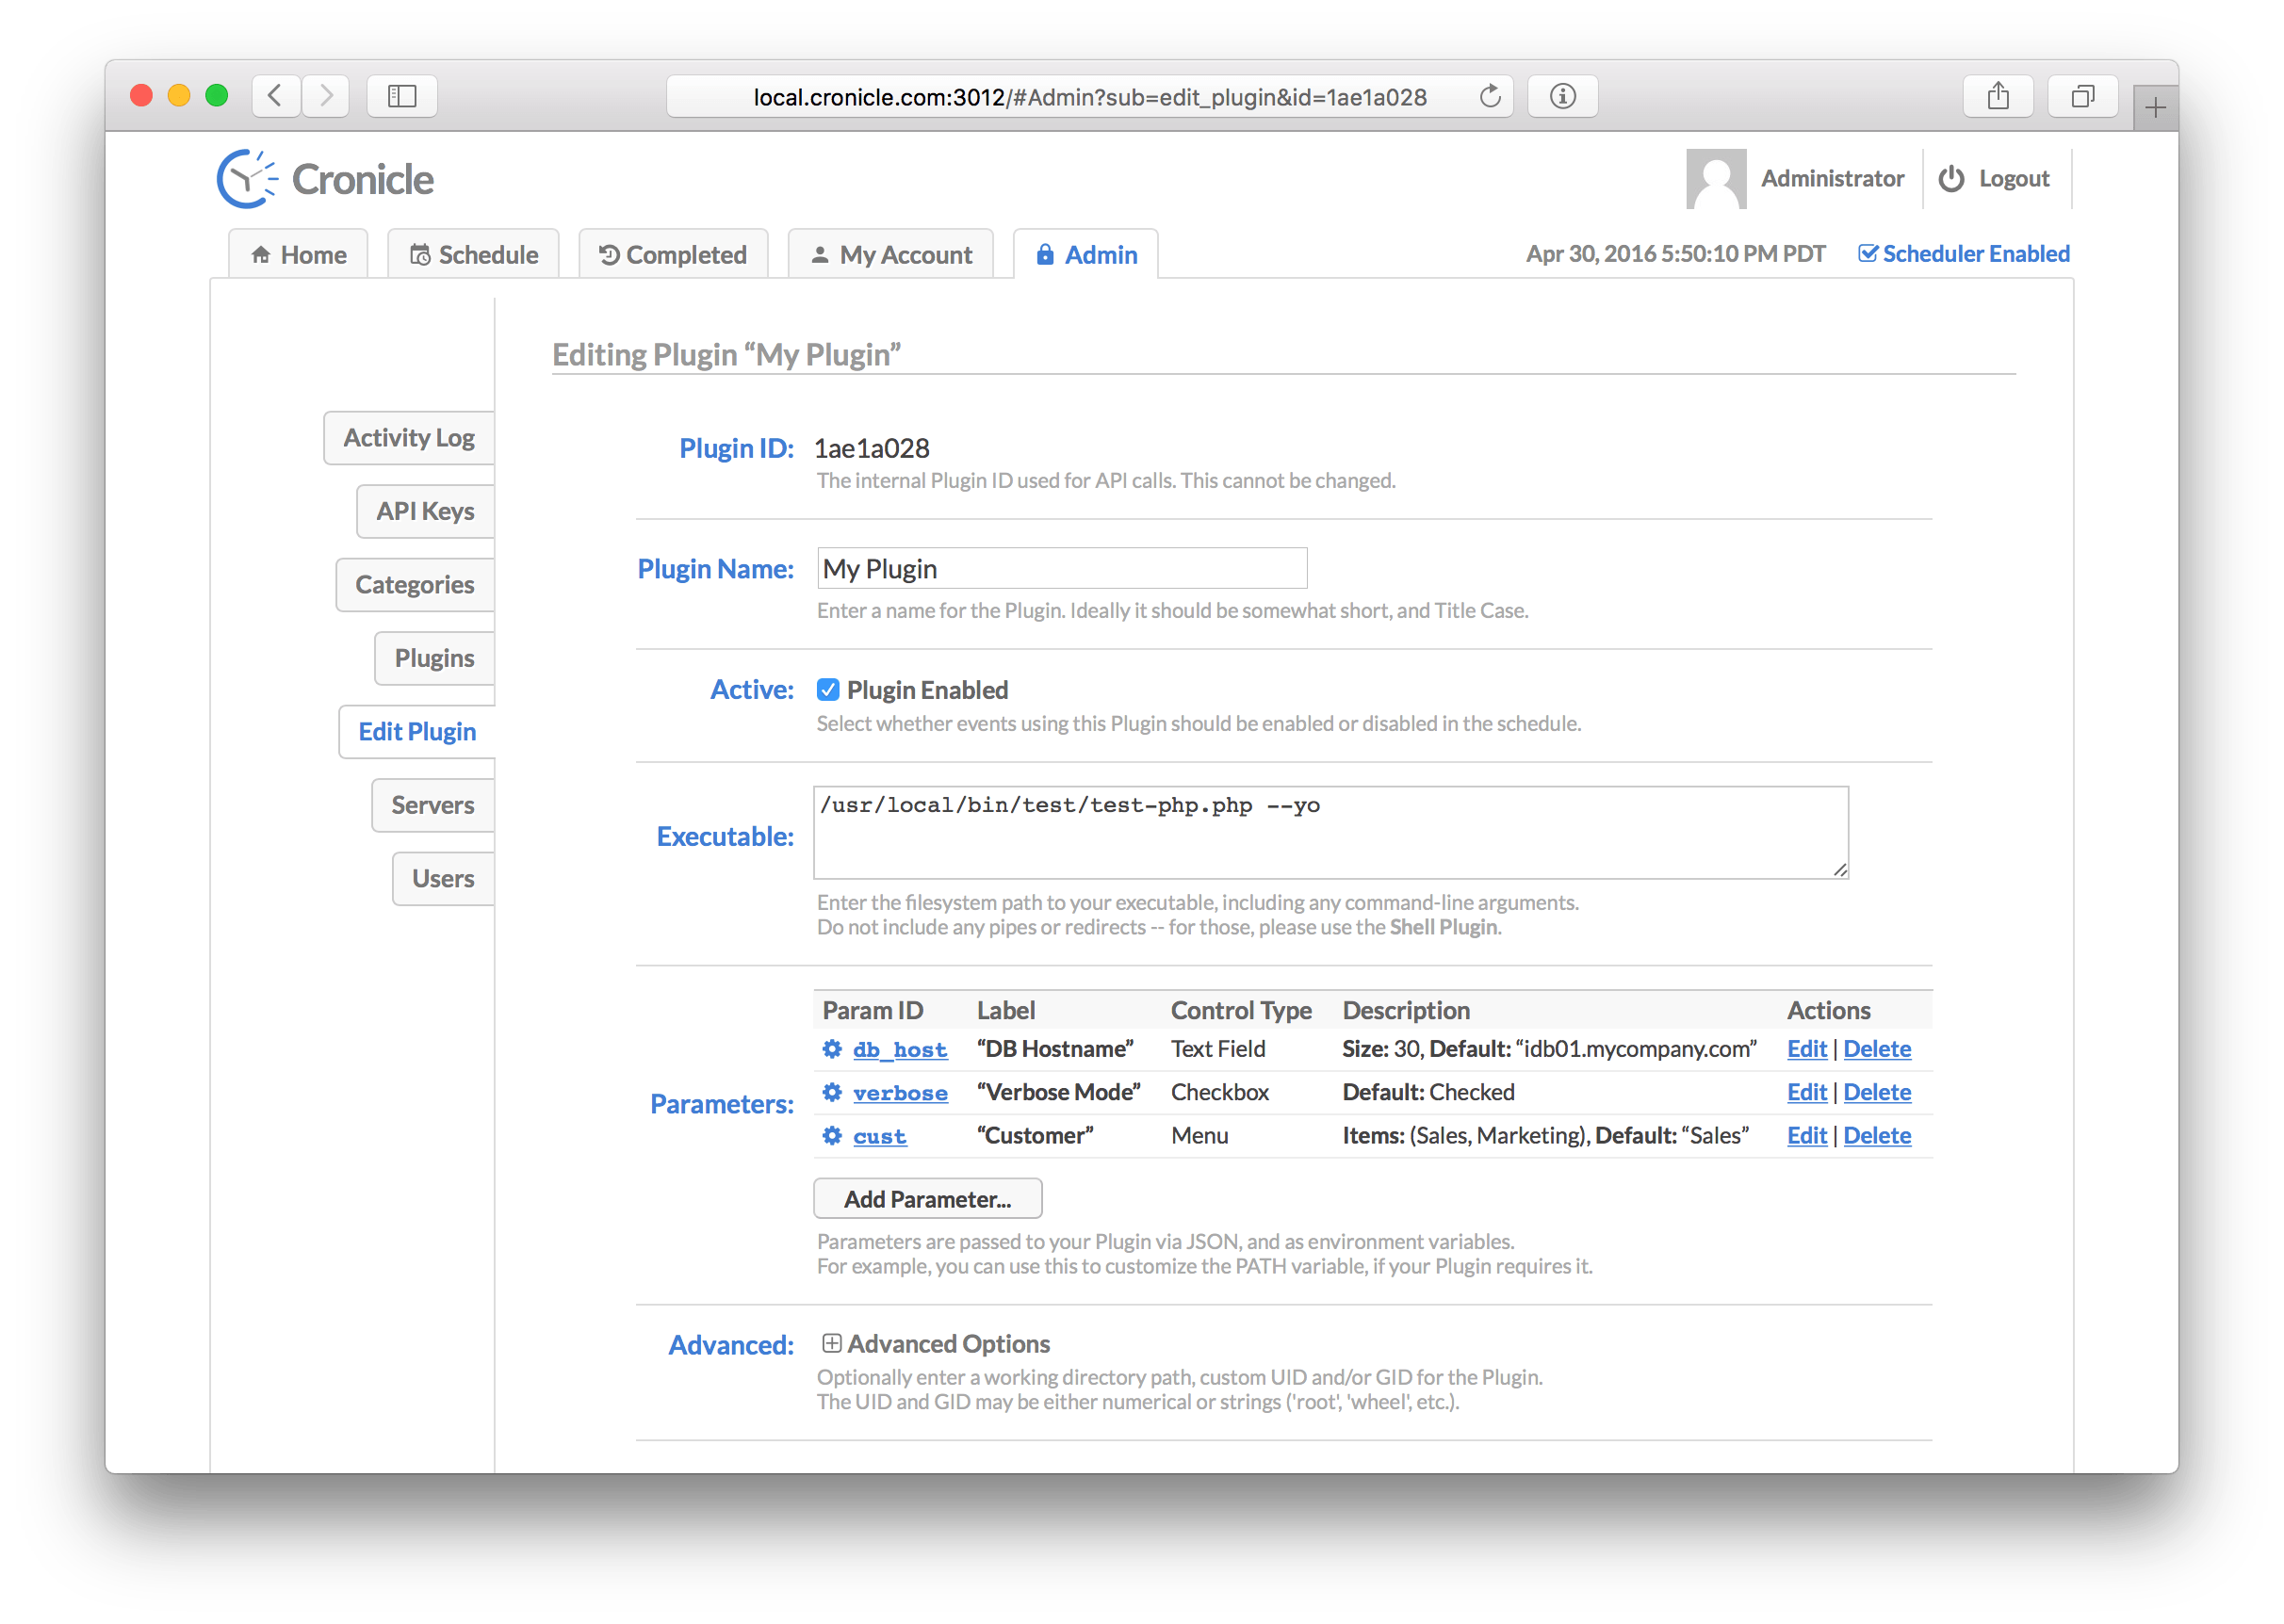 local.cronicle.com:3012/#Admin?sub=edit_plugin&id=1ae1a028
Cronicle
Administrator
Logout
Home
Schedule
Completed
My Account
Admin
Apr 30, 2016 5:50:10 PM PDT
Scheduler Enabled
Editing Plugin “My Plugin”
Activity Log
API Keys
Categories
Plugins
Edit Plugin
Servers
Users
Plugin ID: 1ae1a028
The internal Plugin ID used for API calls. This cannot be changed.
Plugin Name: My Plugin
Enter a name for the Plugin. Ideally it should be somewhat short, and Title Case.
Active: Plugin Enabled
Select whether events using this Plugin should be enabled or disabled in the schedule.
Executable: /usr/local/bin/test/test-php.php --yo
Enter the filesystem path to your executable, including any command-line arguments.
Do not include any pipes or redirects -- for those, please use the Shell Plugin.
Parameters:
Param ID Label Control Type Description Actions
db_host “DB Hostname” Text Field Size: 30, Default: “idb01.mycompany.com” Edit | Delete
verbose “Verbose Mode” Checkbox Default: Checked Edit | Delete
cust “Customer” Menu Items: (Sales, Marketing), Default: “Sales” Edit | Delete
Add Parameter...
Parameters are passed to your Plugin via JSON, and as environment variables.
For example, you can use this to customize the PATH variable, if your Plugin requires it.
Advanced: Advanced Options
Optionally enter a working directory path, custom UID and/or GID for the Plugin.
The UID and GID may be either numerical or strings ('root', 'wheel', etc.).